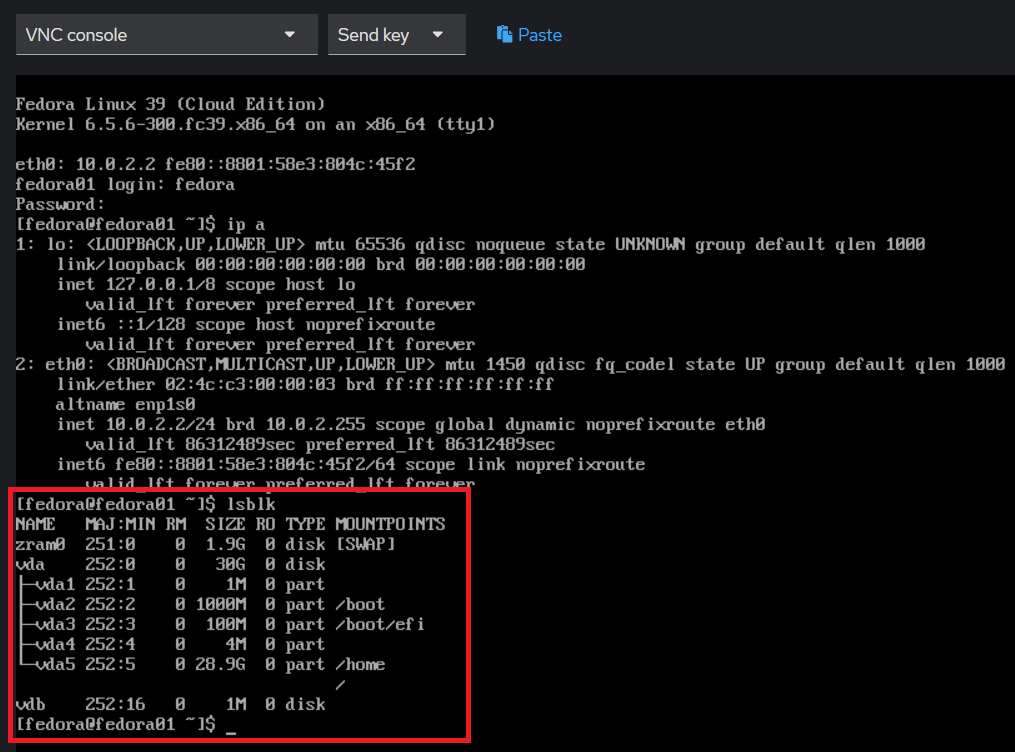 VNC console
Send key
Paste
Fedora Linux 39 (Cloud Edition)
Kernel 6.5.6-300.fc39.x86_64 on an x86_64 (tty1)
eth0: 10.0.2.2 fe80::8801:58e3:804c:45f2
fedora01 login: fedora
Password:
[fedora@fedora01 ~]$ ip a
1: lo: <LOOPBACK,UP,LOWER_UP> mtu 65536 qdisc noqueue state UNKNOWN group default qlen 1000
    link/loopback 00:00:00:00:00:00 brd 00:00:00:00:00:00
    inet 127.0.0.1/8 scope host lo
       valid_lft forever preferred_lft forever
    inet6 ::1/128 scope host noprefixroute
       valid_lft forever preferred_lft forever
2: eth0: <BROADCAST,MULTICAST,UP,LOWER_UP> mtu 1450 qdisc fq_codel state UP group default qlen 1000
    link/ether 02:4c:c3:00:00:03 brd ff:ff:ff:ff:ff:ff
    altname enp1s0
    inet 10.0.2.2/24 brd 10.0.2.255 scope global dynamic noprefixroute eth0
       valid_lft 86312489sec preferred_lft 86312489sec
    inet6 fe80::8801:58e3:804c:45f2/64 scope link noprefixroute
       valid_lft forever preferred_lft forever
[fedora@fedora01 ~]$ lsblk
NAME   MAJ:MIN RM  SIZE RO TYPE MOUNTPOINTS
zram0  251:0    0  1.9G  0 disk [SWAP]
vda    252:0    0   30G  0 disk
├─vda1 252:1    0    1M  0 part
├─vda2 252:2    0 1000M  0 part /boot
├─vda3 252:3    0  100M  0 part /boot/efi
├─vda4 252:4    0    4M  0 part
└─vda5 252:5    0 28.9G  0 part /home
                                /
vdb    252:16   0    1M  0 disk
[fedora@fedora01 ~]$ _